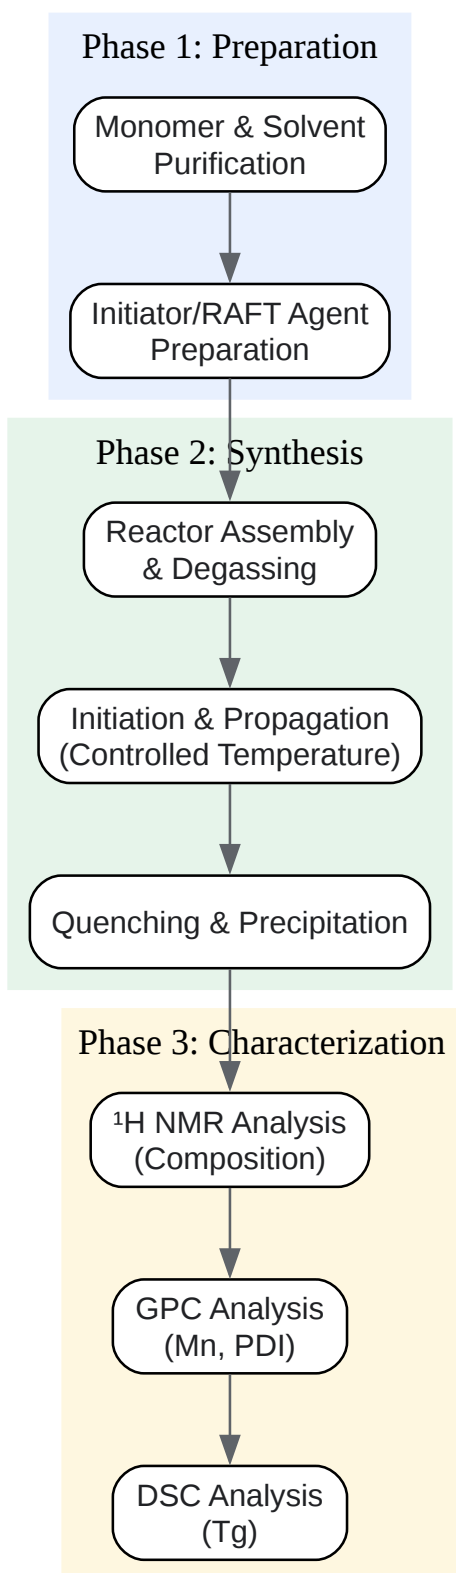 Phase 1: Preparation
Monomer & Solvent
Purification
Initiator/RAFT Agent
Preparation
Phase 2: Synthesis
Reactor Assembly
& Degassing
Initiation & Propagation
(Controlled Temperature)
Quenching & Precipitation
Phase 3: Characterization
¹H NMR Analysis
(Composition)
GPC Analysis
(Mn, PDI)
DSC Analysis
(Tg)